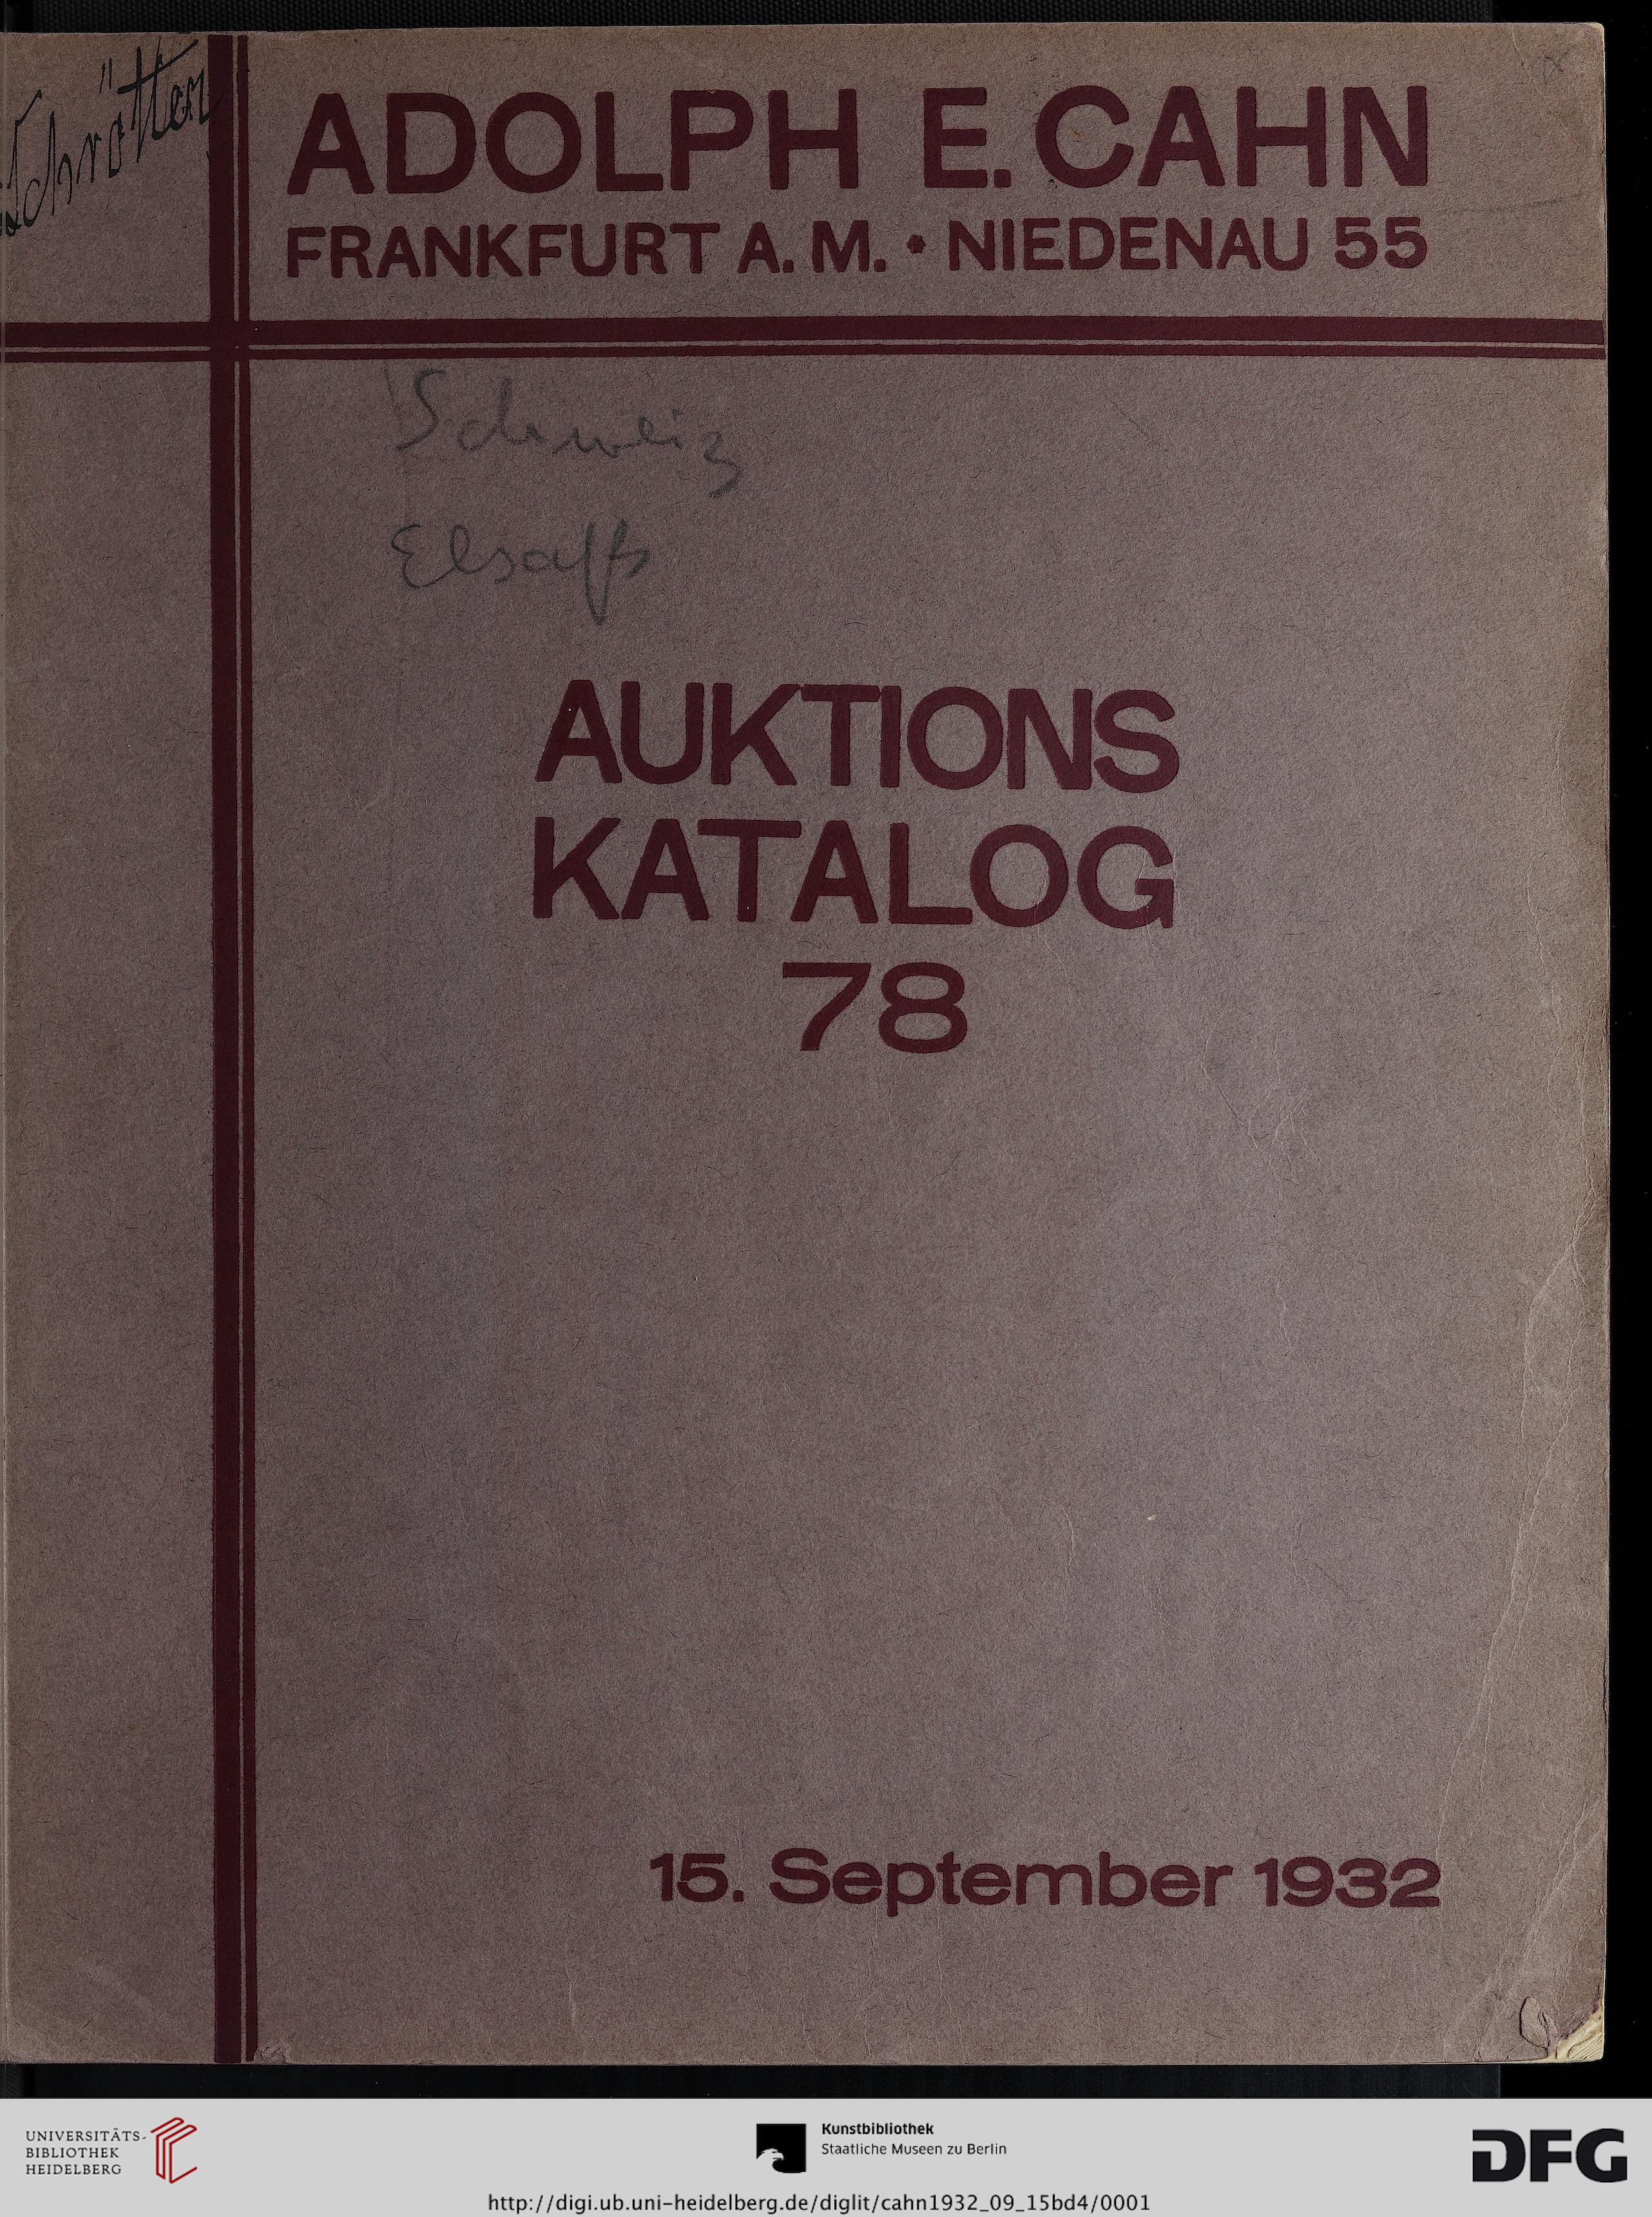 Schrötter
ADOLPH E. CAHN
FRANKFURT A. M. • NIEDENAU 55
Schweiz
Elsaß
AUKTIONS
KATALOG
78
15. September 1932
UNIVERSITÄTS-
BIBLIOTHEK
HEIDELBERG
Kunstbibliothek
Staatliche Museen zu Berlin
DFG
http://digi.ub.uni-heidelberg.de/diglit/cahn1932_09_15bd4/0001